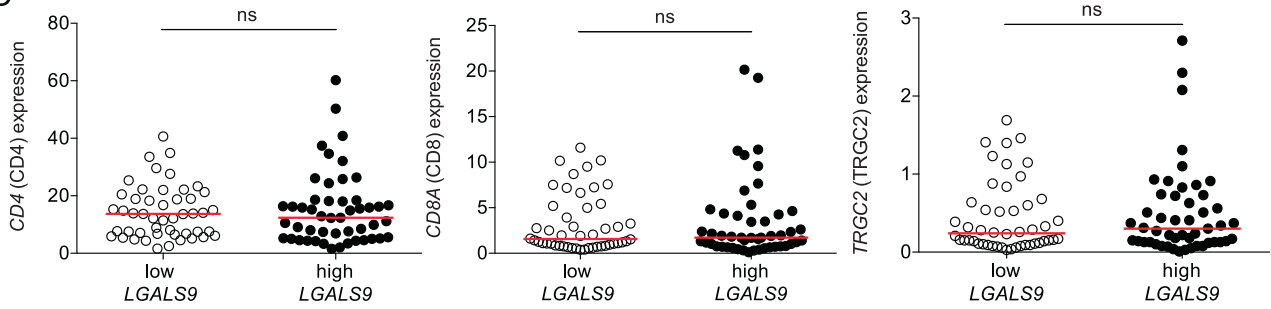 ns
CD4 (CD4) expression
80
60
40
20
0
low
high
LGALS9
LGALS9
ns
CD8A (CD8) expression
25
20
15
10
5
0
low
high
LGALS9
LGALS9
ns
TRGC2 (TRGC2) expression
3
2
1
0
low
high
LGALS9
LGALS9